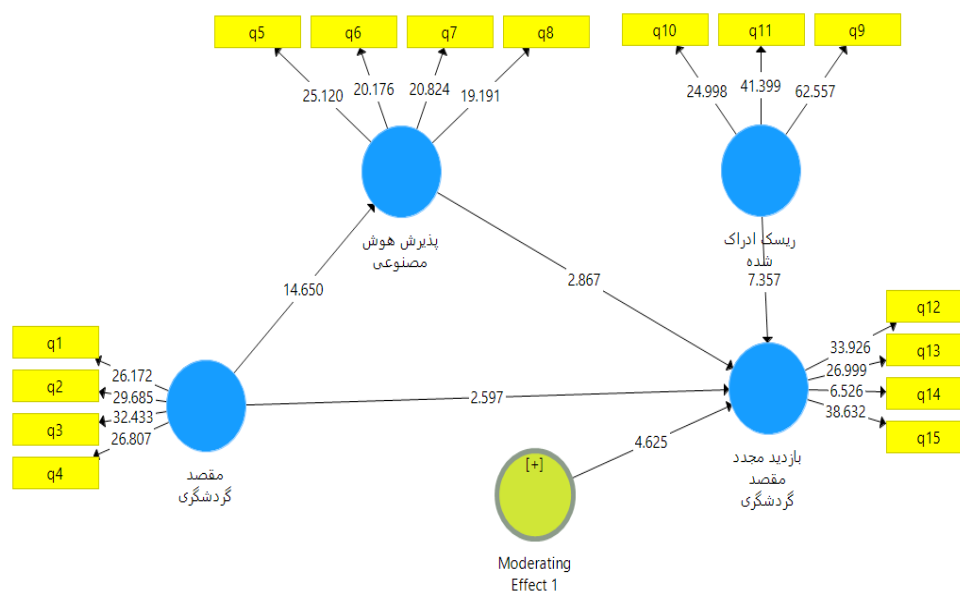 q5
q6
q7
q8
q10
q11
q9
25.120
20.176
20.824
19.191
24.998
41.399
62.557
پذیرش هوش
مصنوعی
ریسک ادراک
شده
14.650
2.867
7.357
q1
q2
q3
q4
26.172
29.685
32.433
26.807
2.597
33.926
26.999
6.526
38.632
q12
q13
q14
q15
مقصد
گردشگری
[+]
4.625
بازدید مجدد
مقصد
گردشگری
Moderating
Effect 1